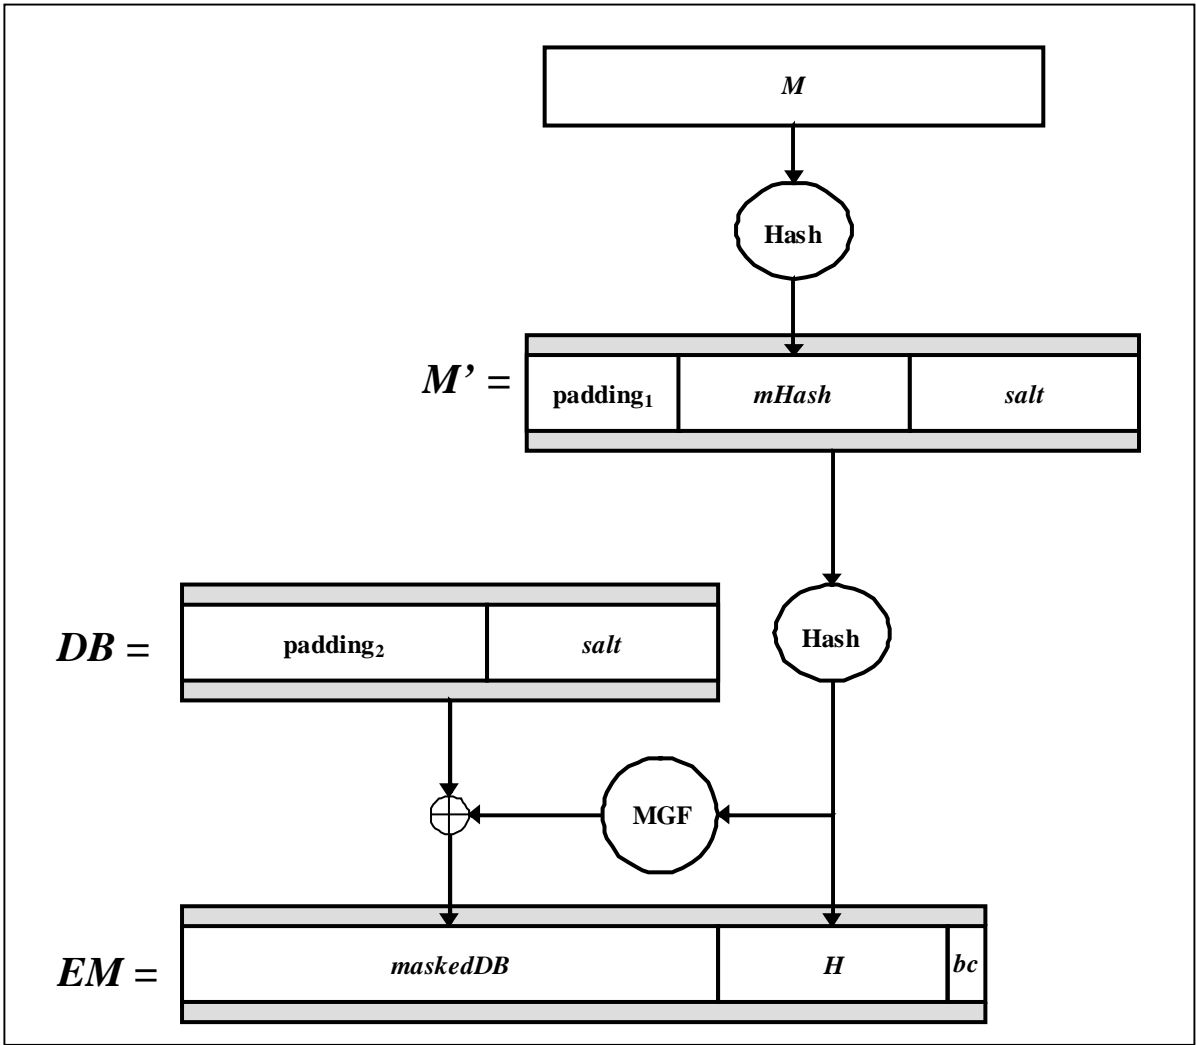 M
Hash
M’ =
padding₁ mHash salt
DB =
padding₂ salt
Hash
MGF
EM =
maskedDB H bc